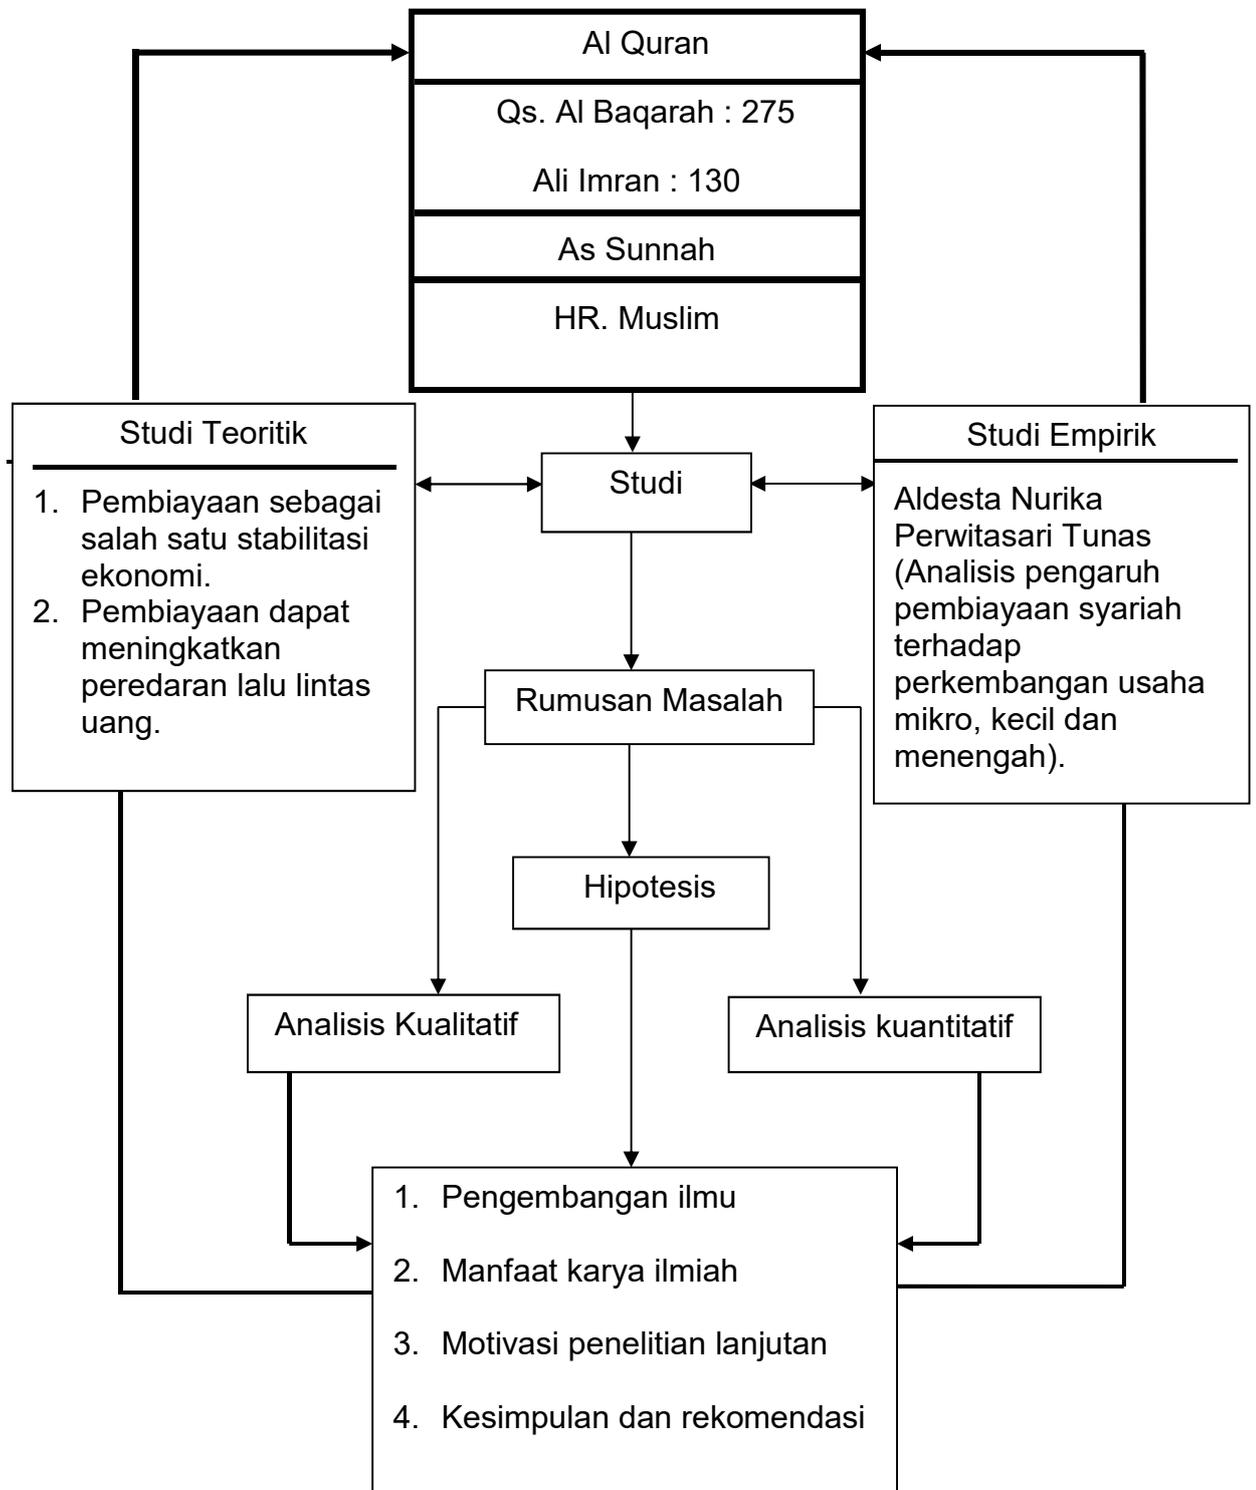 Al Quran
Qs. Al Baqarah : 275
Ali Imran : 130
As Sunnah
HR. Muslim
Studi Teoritik
1. Pembiayaan sebagai
salah satu stabilitasi
ekonomi.
2. Pembiayaan dapat
meningkatkan
peredaran lalu lintas
uang.
Studi
Studi Empirik
Aldesta Nurika
Perwitasari Tunas
(Analisis pengaruh
pembiayaan syariah
terhadap
perkembangan usaha
mikro, kecil dan
menengah).
Rumusan Masalah
Hipotesis
Analisis Kualitatif
Analisis kuantitatif
1. Pengembangan ilmu
2. Manfaat karya ilmiah
3. Motivasi penelitian lanjutan
4. Kesimpulan dan rekomendasi